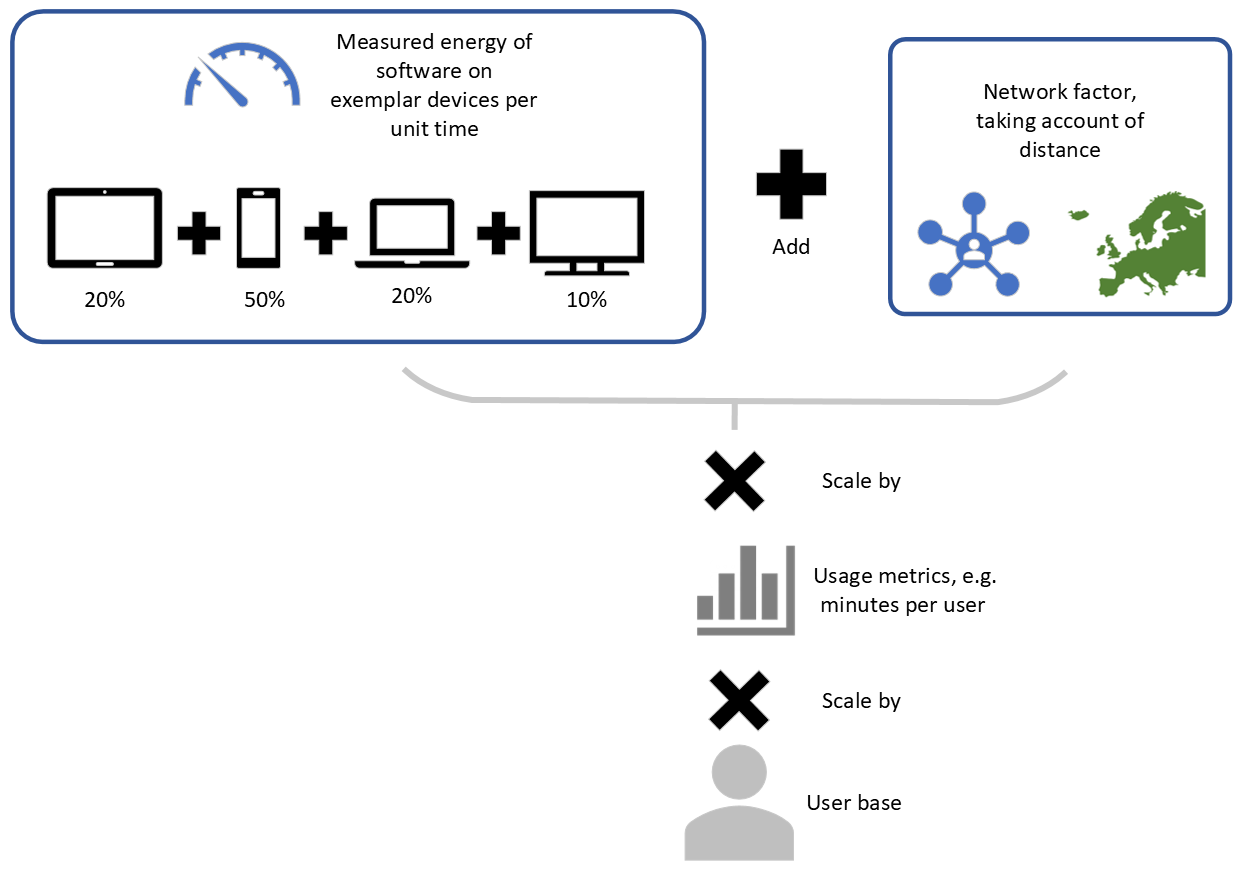 Measured energy of
software on
exemplar devices per
unit time
20%
50%
20%
10%
Add
Network factor,
taking account of
distance
Scale by
Usage metrics, e.g.
minutes per user
Scale by
User base